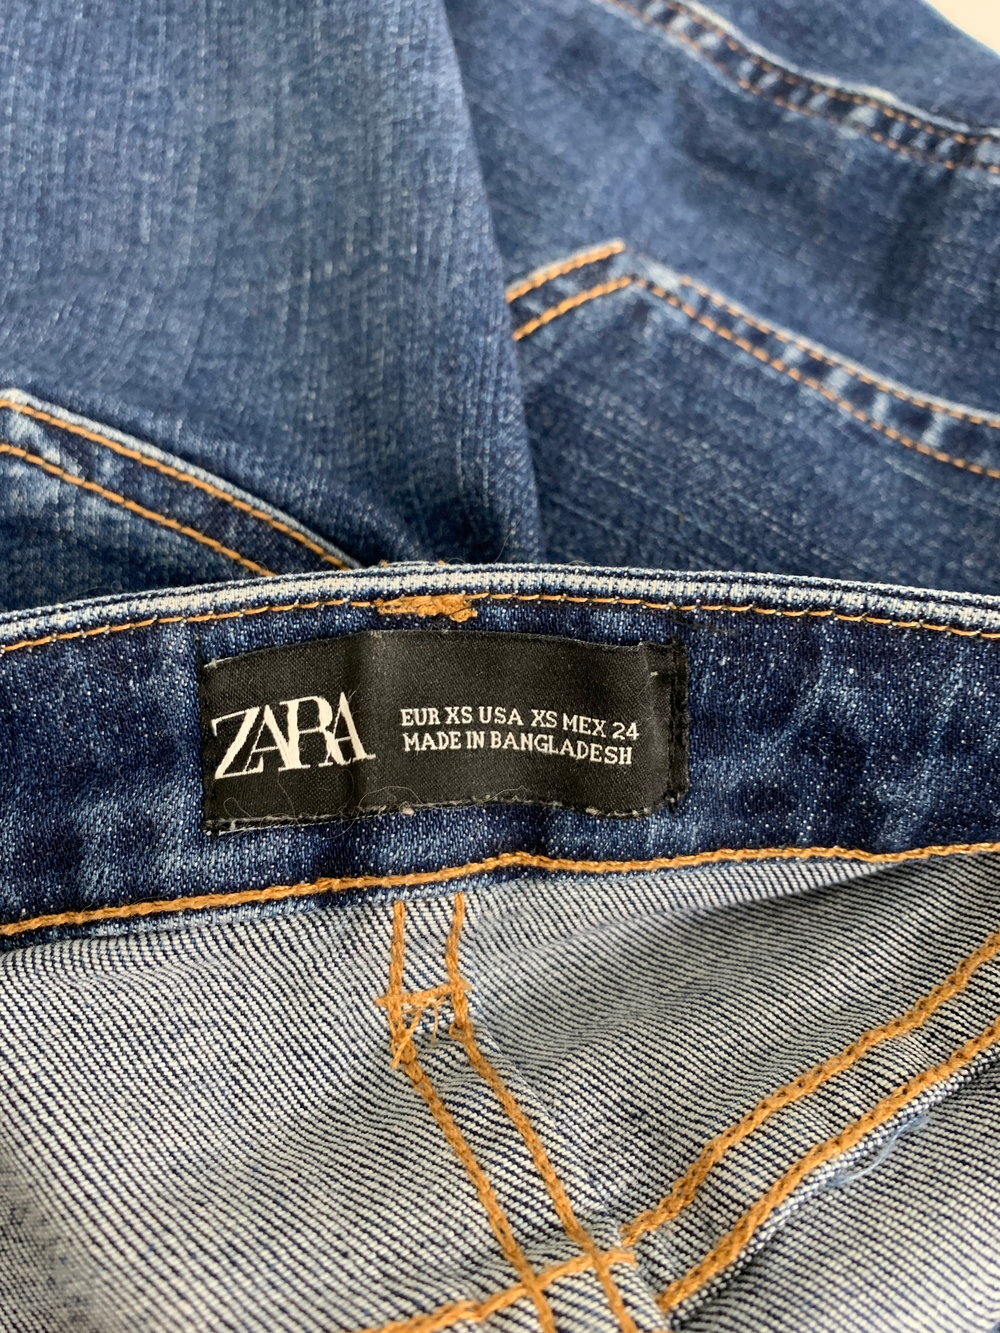 ZARA
EUR XS USA XS MEX 24
MADE IN BANGLADESH